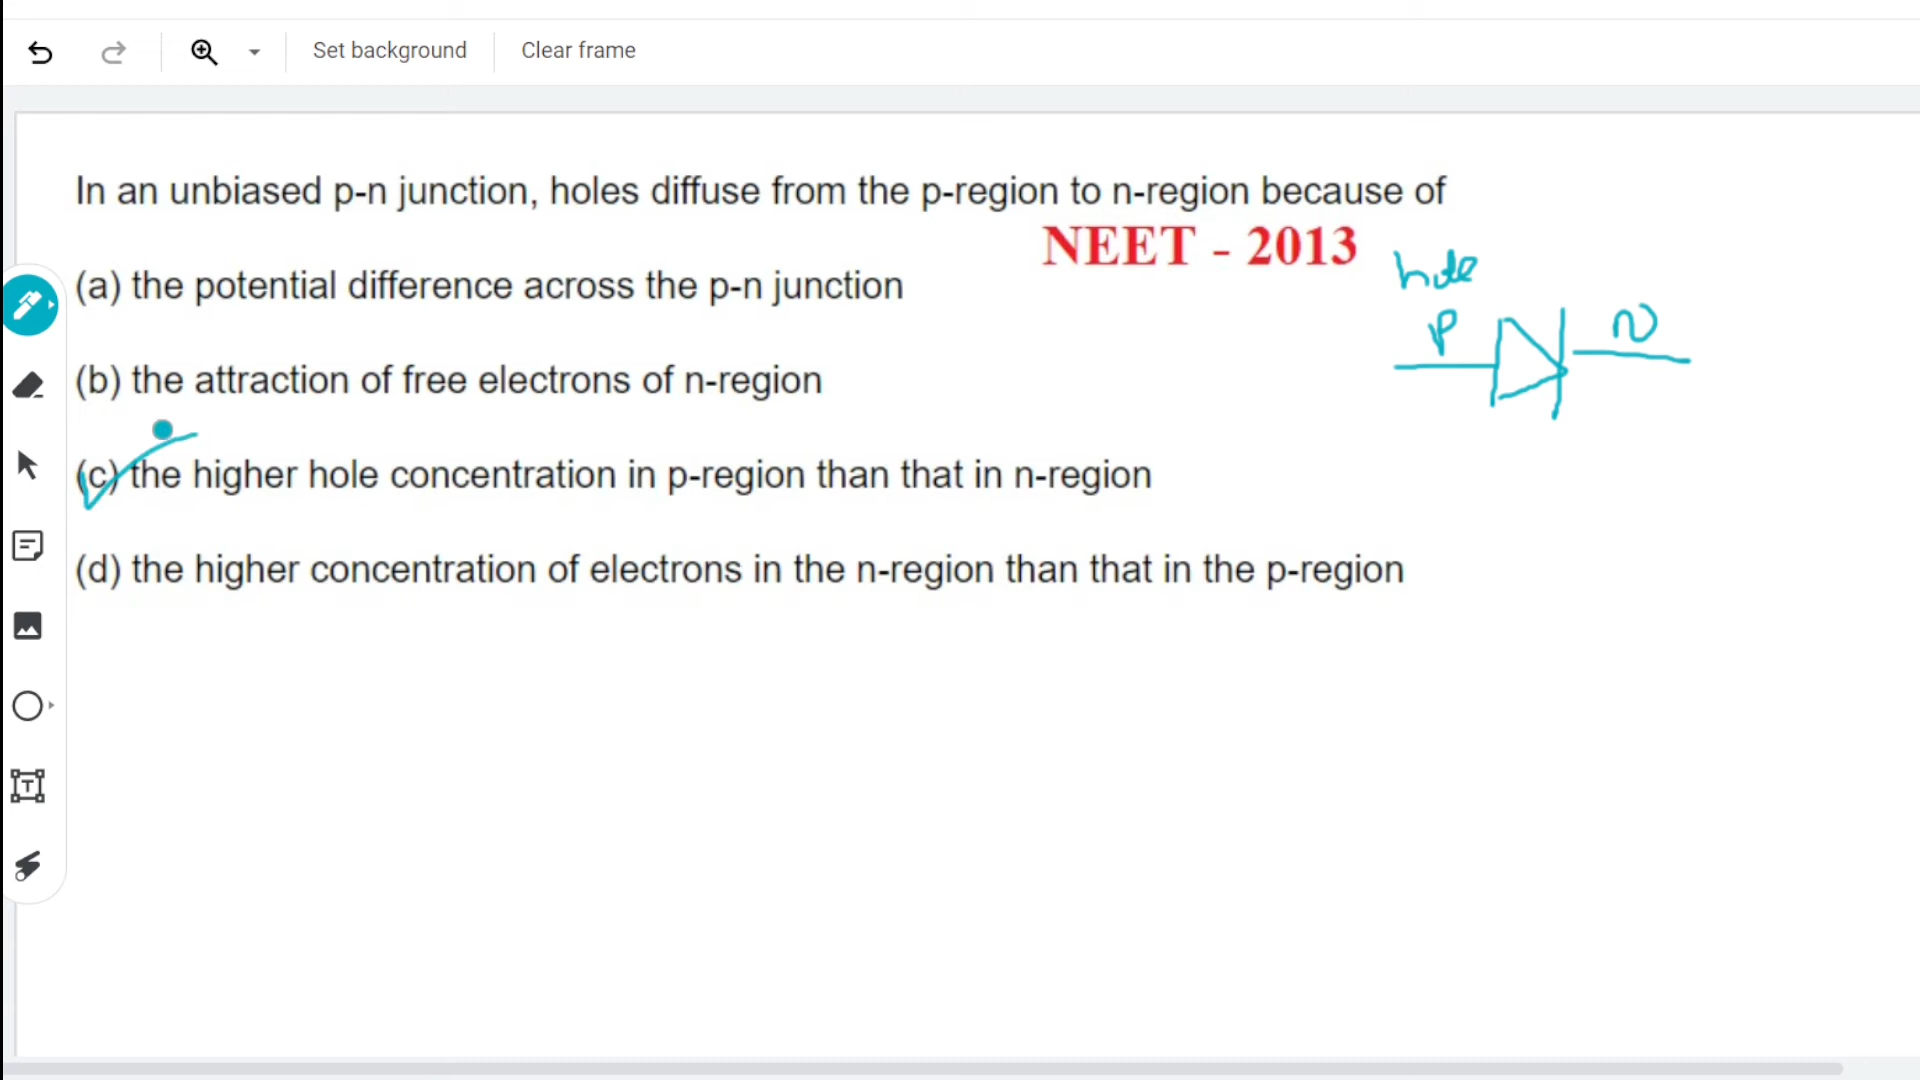 Set background
Clear frame
In an unbiased p-n junction, holes diffuse from the p-region to n-region because of
NEET - 2013
hole
(a) the potential difference across the p-n junction
P
N
(b) the attraction of free electrons of n-region
(c) the higher hole concentration in p-region than that in n-region
(d) the higher concentration of electrons in the n-region than that in the p-region